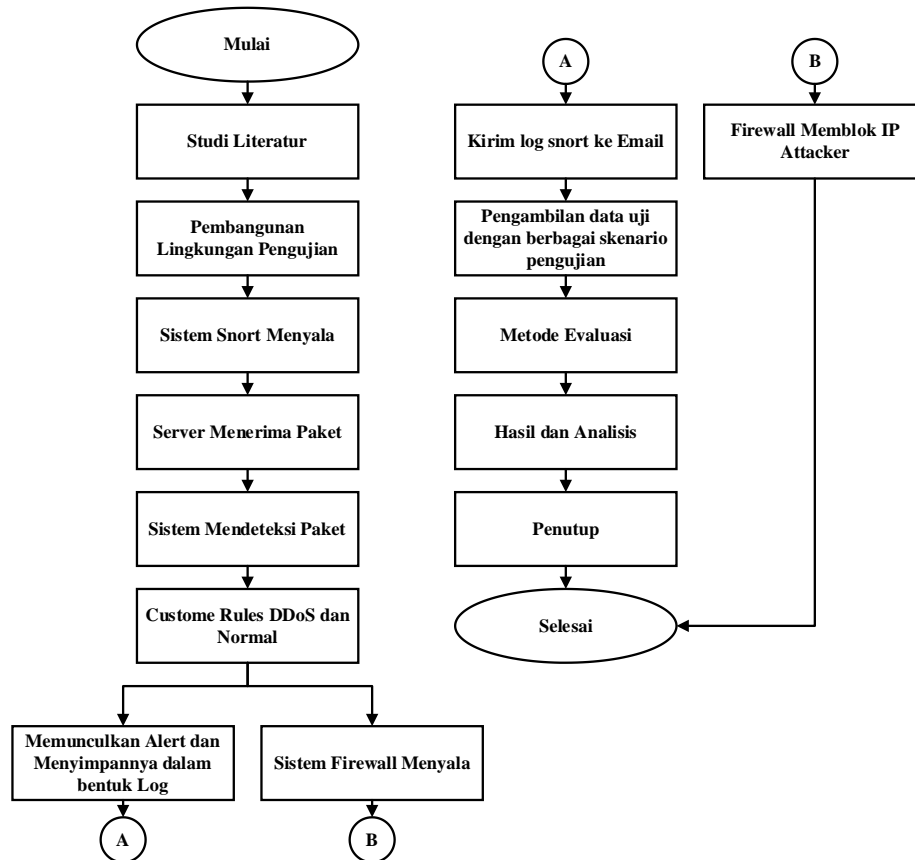 Mulai
Studi Literatur
Pembangunan
Lingkungan Pengujian
Sistem Snort Menyala
Server Menerima Paket
Sistem Mendeteksi Paket
Custome Rules DDoS dan
Normal
Memunculkan Alert dan
Menyimpannya dalam
bentuk Log
A
Sistem Firewall Menyala
B
A
Kirim log snort ke Email
Pengambilan data uji
dengan berbagai skenario
pengujian
Metode Evaluasi
Hasil dan Analisis
Penutup
Selesai
B
Firewall Memblok IP
Attacker